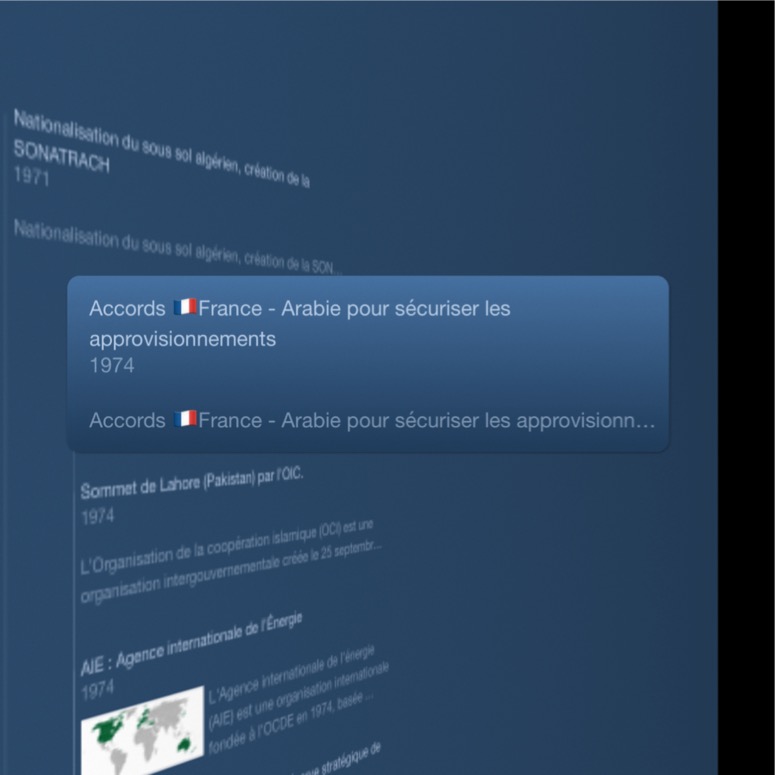 Nationalisation du sous sol algérien, création de la
SONATRACH
1971
Nationalisation du sous sol algérien, création de la SON...
Accords 🇫🇷France - Arabie pour sécuriser les
approvisionnements
1974
Accords 🇫🇷France - Arabie pour sécuriser les approvisionn...
Sommet de Lahore (Pakistan) par l'OIC.
1974
L'Organisation de la coopération islamique (OCI) est une
organisation intergouvernementale créée le 25 septembr...
AIE : Agence internationale de l'Énergie
1974
L'Agence internationale de l'énergie
(AIE) est une organisation internationale
fondée à l'OCDE en 1974, basée ...
stratégique de